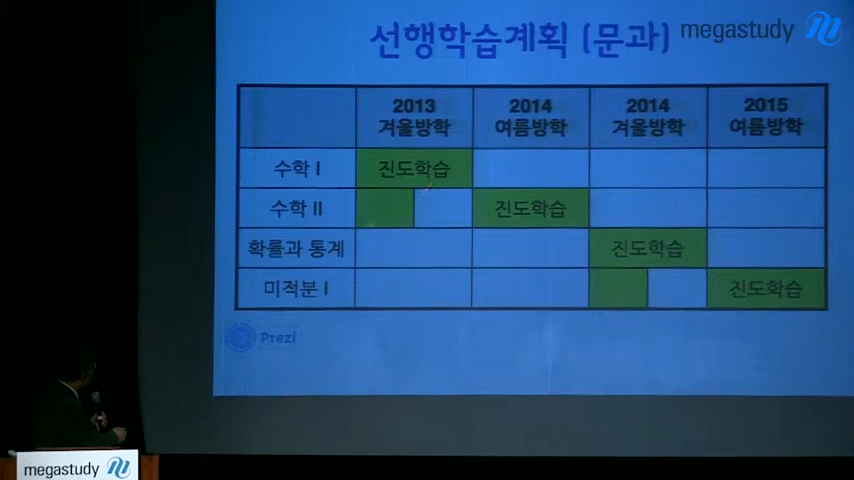 선행학습계획 (문과)
megastudy
2013 겨울방학 2014 여름방학 2014 겨울방학 2015 여름방학
수학 I 진도학습
수학 II 진도학습
확률과 통계 진도학습
미적분 I 진도학습
Prezi
megastudy